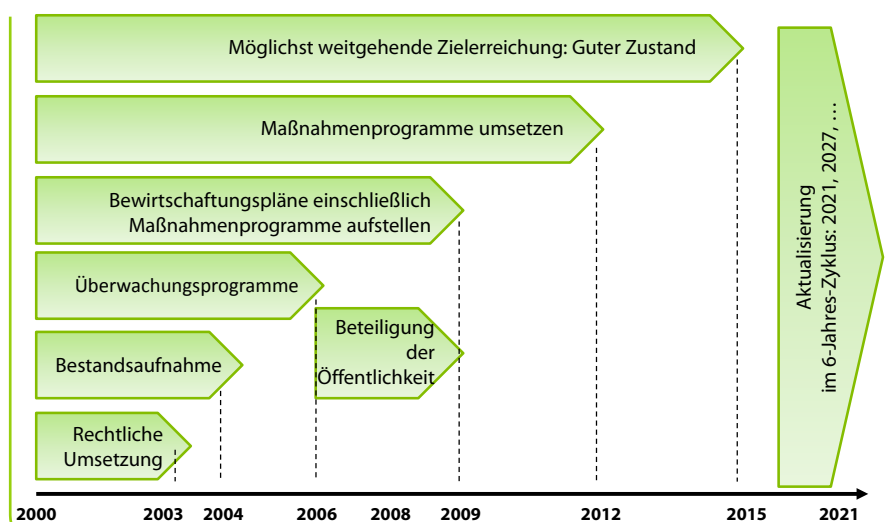 Möglichst weitgehende Zielerreichung: Guter Zustand
Maßnahmenprogramme umsetzen
Bewirtschaftungspläne einschließlich
Maßnahmenprogramme aufstellen
Überwachungsprogramme
Beteiligung
der
Öffentlichkeit
Bestandsaufnahme
Rechtliche
Umsetzung
Aktualisierung
im 6-Jahres-Zyklus: 2021, 2027, …
2000 2003 2004 2006 2008 2009 2012 2015 2021